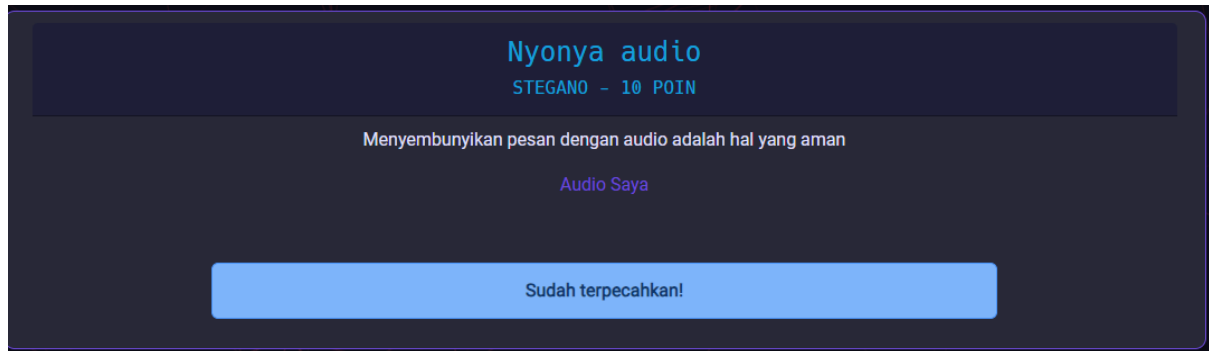 Nyonya audio
STEGANO – 10 POIN
Menyembunyikan pesan dengan audio adalah hal yang aman
Audio Saya
Sudah terpecahkan!